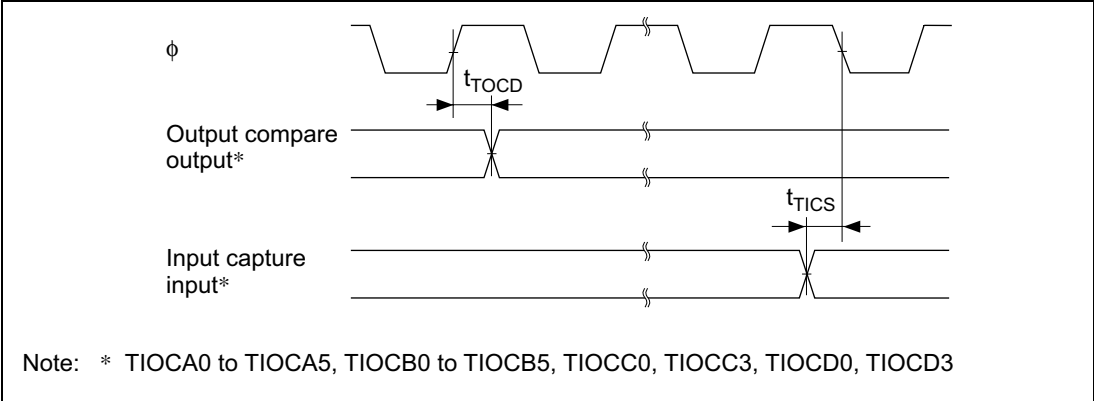 ϕ
tTOCD
Output compare
output*
tTICS
Input capture
input*
Note: * TIOCA0 to TIOCA5, TIOCB0 to TIOCB5, TIOCC0, TIOCC3, TIOCD0, TIOCD3